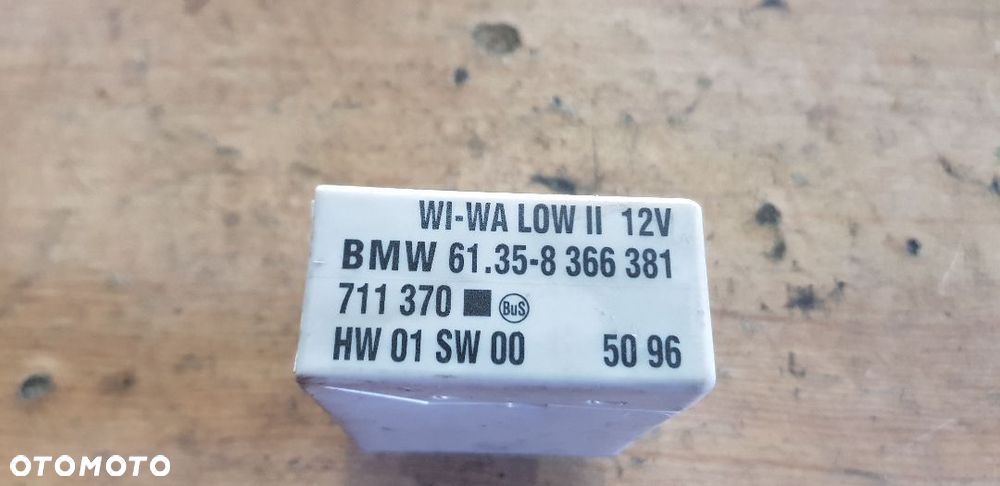 WI-WA LOW II 12V
BMW 61.35-8 366 381
711 370 ■ BuS
HW 01 SW 00 50 96
OTOMOTO